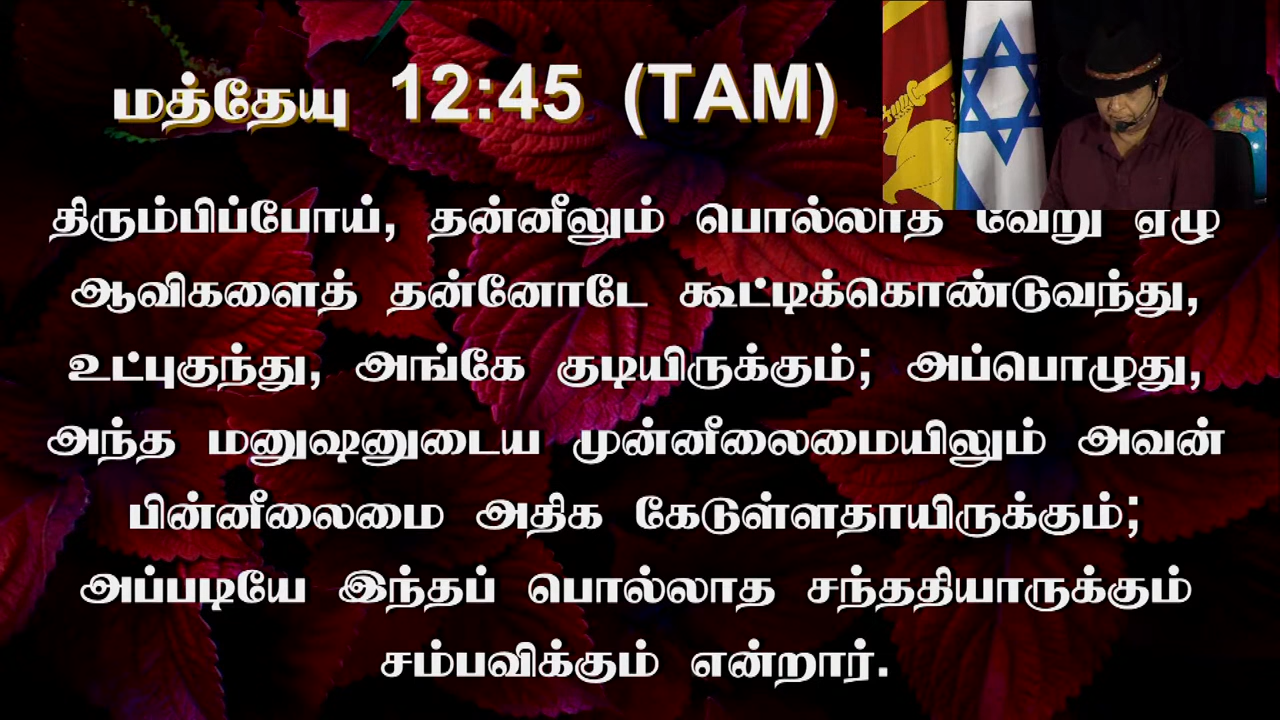 மத்தேயு 12:45 (TAM)
திரும்பிப்போய், தன்னீலும் பொல்லாத வேறு ஏழு
ஆவிகளைத் தன்னோடே கூட்டிக்கொண்டுவந்து,
உட்புகுந்து, அங்கே குடியிருக்கும்; அப்பொழுது,
அந்த மனுஷனுடைய முன்னீலைமையிலும் அவன்
பின்னீலைமை அதிக கேடுள்ளதாயிருக்கும்;
அப்படியே இந்தப் பொல்லாத சந்ததியாருக்கும்
சம்பவிக்கும் என்றார்.